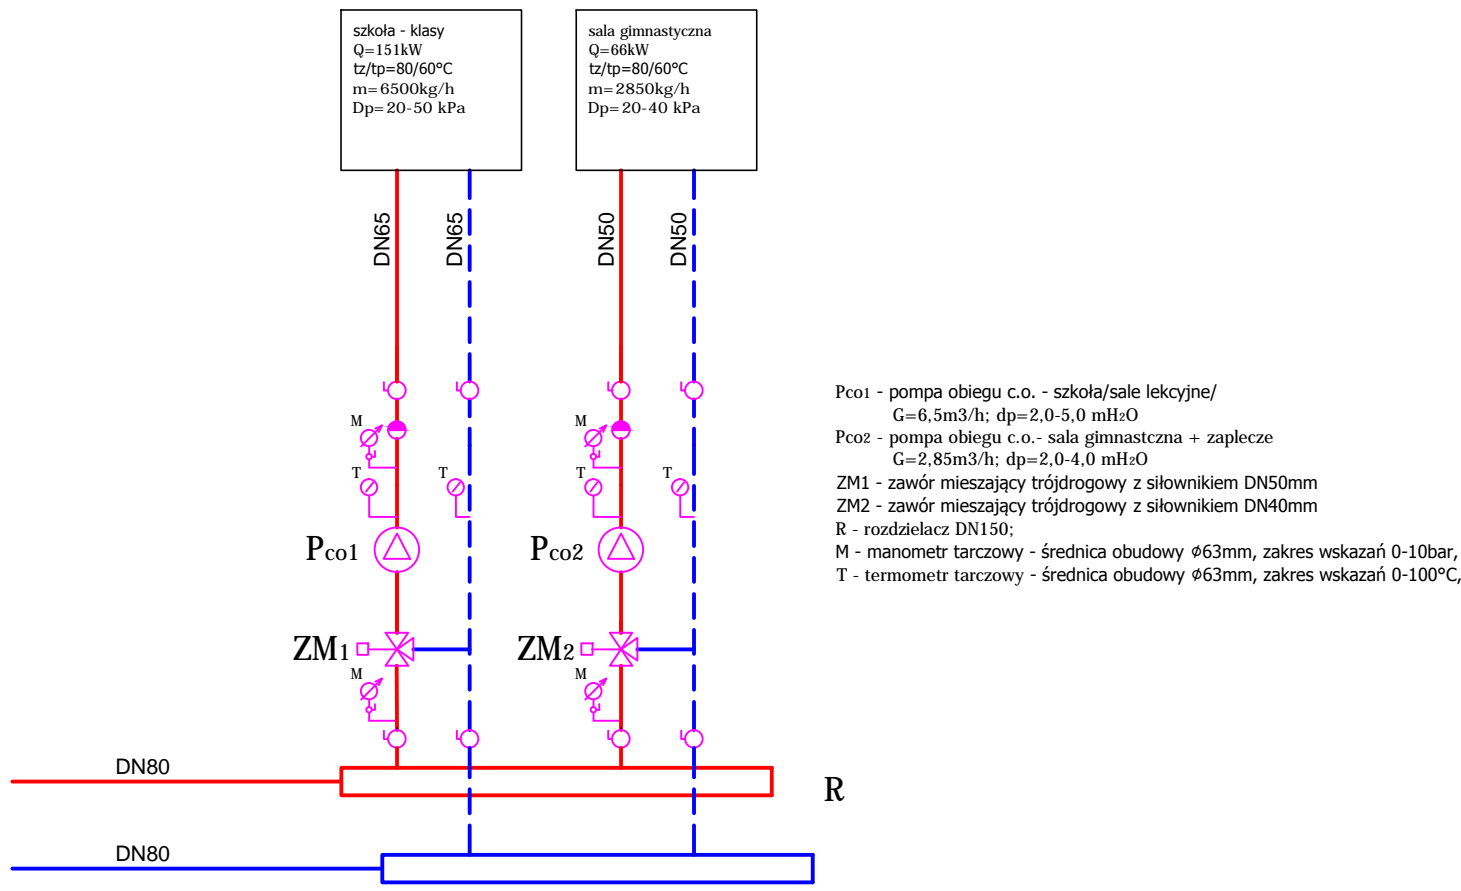 szkoła - klasy
Q=151kW
tz/tp=80/60°C
m=6500kg/h
Dp=20-50 kPa
sala gimnastyczna
Q=66kW
tz/tp=80/60°C
m=2850kg/h
Dp=20-40 kPa
DN65
DN65
DN50
DN50
M
T
T
M
T
T
Pco1
Pco2
ZM1
ZM2
M
M
DN80
R
DN80
Pco1 - pompa obiegu c.o. - szkoła/sale lekcyjne/
G=6,5m3/h; dp=2,0-5,0 mH2O
Pco2 - pompa obiegu c.o.- sala gimnastczna + zaplecze
G=2,85m3/h; dp=2,0-4,0 mH2O
ZM1 - zawór mieszający trójdrogowy z siłownikiem DN50mm
ZM2 - zawór mieszający trójdrogowy z siłownikiem DN40mm
R - rozdzielacz DN150;
M - manometr tarczowy - średnica obudowy ϕ63mm, zakres wskazań 0-10bar,
T - termometr tarczowy - średnica obudowy ϕ63mm, zakres wskazań 0-100°C,